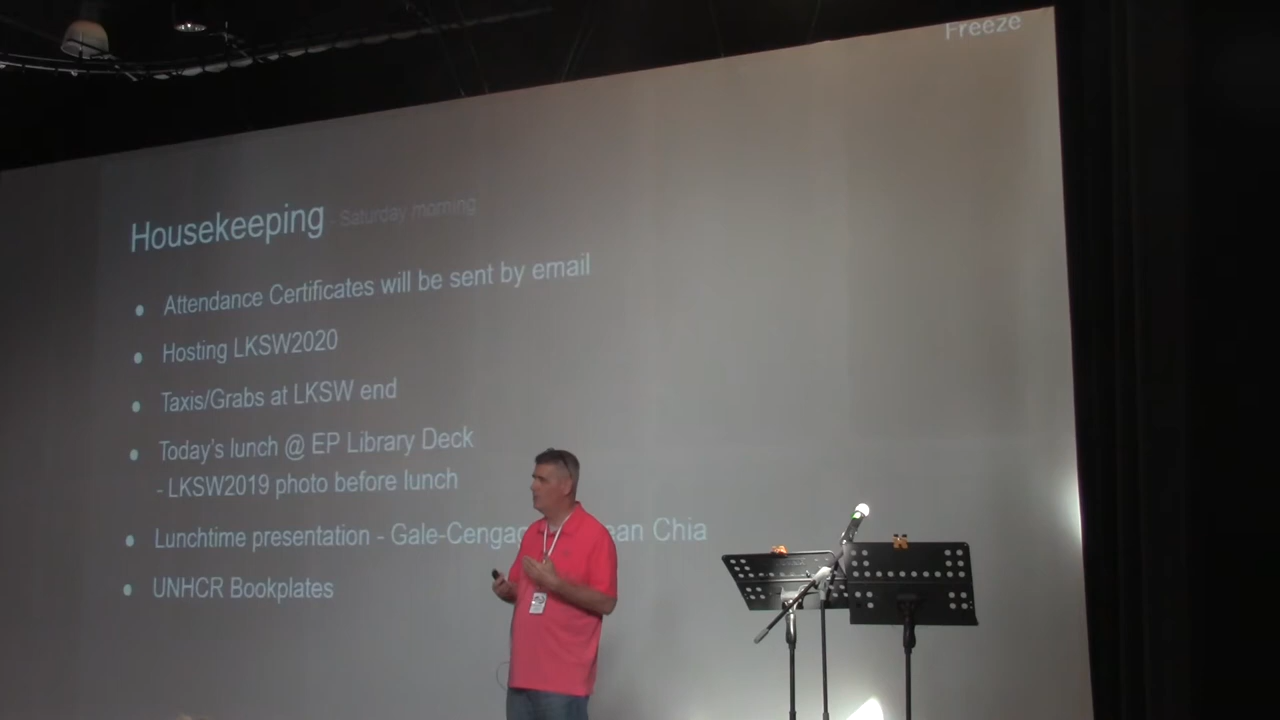 Freeze
Housekeeping - Saturday morning
● Attendance Certificates will be sent by email
● Hosting LKSW2020
● Taxis/Grabs at LKSW end
● Today's lunch @ EP Library Deck
- LKSW2019 photo before lunch
● Lunchtime presentation - Gale-Cengag ean Chia
● UNHCR Bookplates